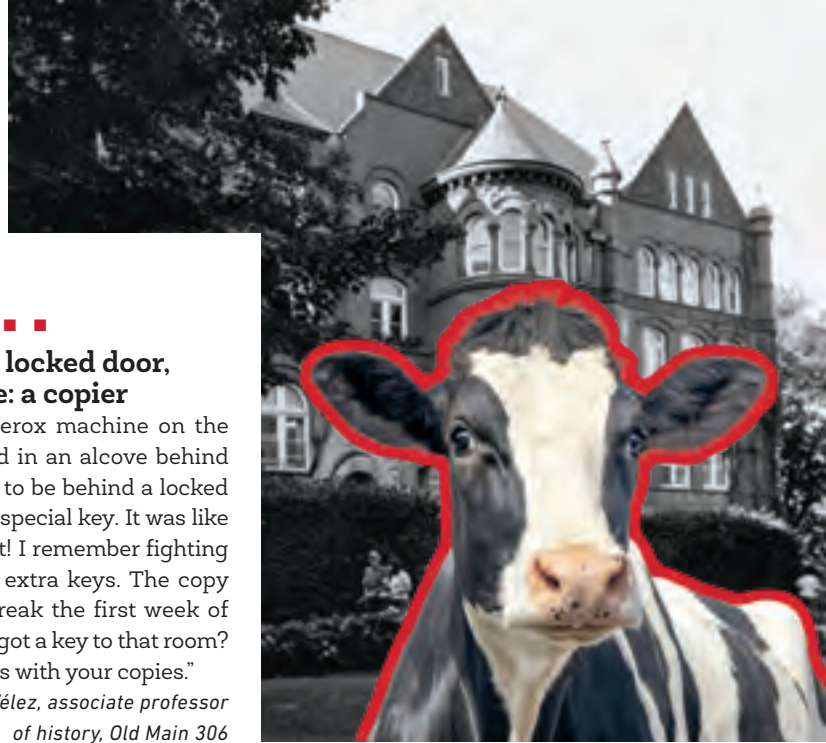 locked door,
: a copier
erox machine on the
d in an alcove behind
to be behind a locked
special key. It was like
t! I remember fighting
extra keys. The copy
reak the first week of
got a key to that room?
s with your copies.”
élez, associate professor
of history, Old Main 306